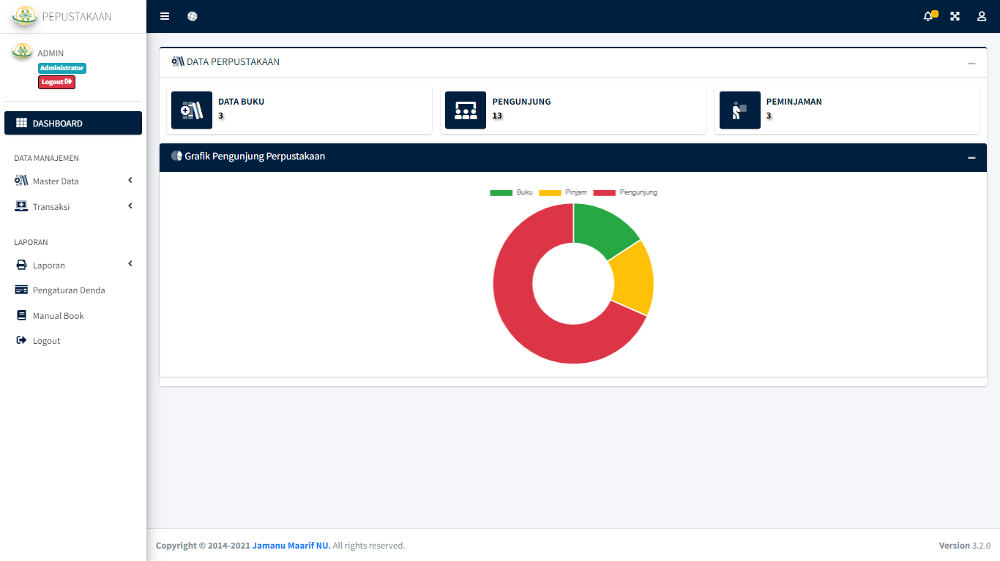 PEPUSTAKAAN
ADMIN
Administrator
Logout
DASHBOARD
DATA MANAJEMEN
Master Data
Transaksi
LAPORAN
Laporan
Pengaturan Denda
Manual Book
Logout
0
DATA PERPUSTAKAAN
DATA BUKU
3
PENGUNJUNG
13
PEMINJAMAN
3
Grafik Pengunjung Perpustakaan
Buku Pinjam Pengunjung
Copyright © 2014-2021 Jamanu Maarif NU. All rights reserved.
Version 3.2.0